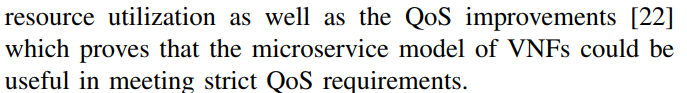 resource utilization as well as the QoS improvements [22]
which proves that the microservice model of VNFs could be
useful in meeting strict QoS requirements.